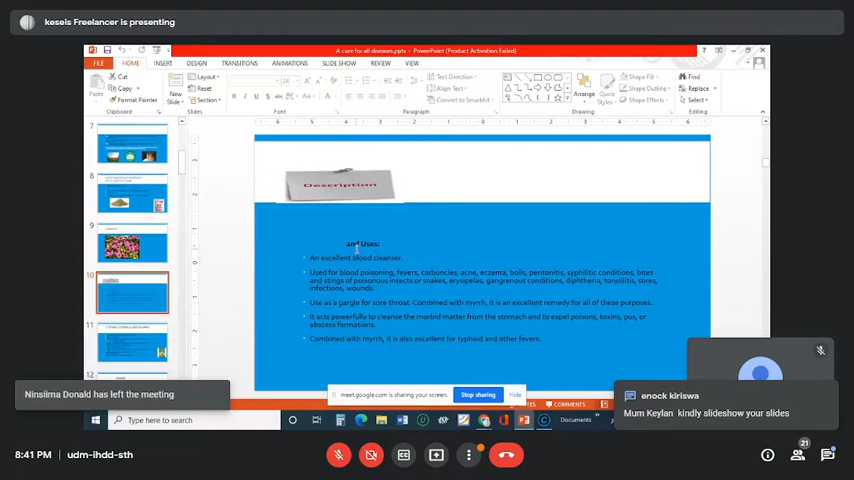 keseis Freelancer is presenting
A cure for all diseases.pptx - PowerPoint (Product Activation Failed)
FILE HOME INSERT DESIGN TRANSITIONS ANIMATIONS SLIDE SHOW REVIEW VIEW
Paste
Cut
Copy
Format Painter
Clipboard
New Slide
Layout
Reset
Section
Slides
Font
Text Direction
Align Text
Convert to SmartArt
Paragraph
Arrange
Quick Styles
Shape Fill
Shape Outline
Shape Effects
Drawing
Find
Replace
Select
Editing
7
8
9
10
11
12
Description
and Uses:
An excellent blood cleanser.
Used for blood poisoning, fevers, carbuncles, acne, eczema, boils, peritonitis, syphilitic conditions, bites
and stings of poisonous insects or snakes, erysipelas, gangrenous conditions, diphtheria, tonsilitis, sores,
infections, wounds.
Use as a gargle for sore throat. Combined with myrrh, it is an excellent remedy for all of these purposes.
It acts powerfully to cleanse the morbid matter from the stomach and to expel poisons, toxins, pus, or
abscess formations.
Combined with myrrh, it is also excellent for typhoid and other fevers.
Ninsiima Donald has left the meeting
meet.google.com is sharing your screen.
Stop sharing
Hide
COMMENTS
enock kiriswa
Mum Keylan kindly slideshow your slides
Type here to search
Documents
8:41 PM
udm-ihdd-sth
21